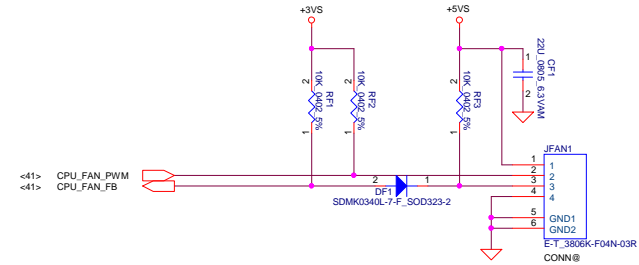 +3VS
+5VS
2
10K_0402_5%
RF1
1
2
10K_0402_5%
RF2
1
2
10K_0402_5%
RF3
1
1
22U_0805_6.3VAM
CF1
2
JFAN1
<41> CPU_FAN_PWM
<41> CPU_FAN_FB
2
DF1
1
SDMK0340L-7-F_SOD323-2
1 1
2 2
3 3
4 4
5 GND1
6 GND2
E-T_3806K-F04N-03R
CONN@